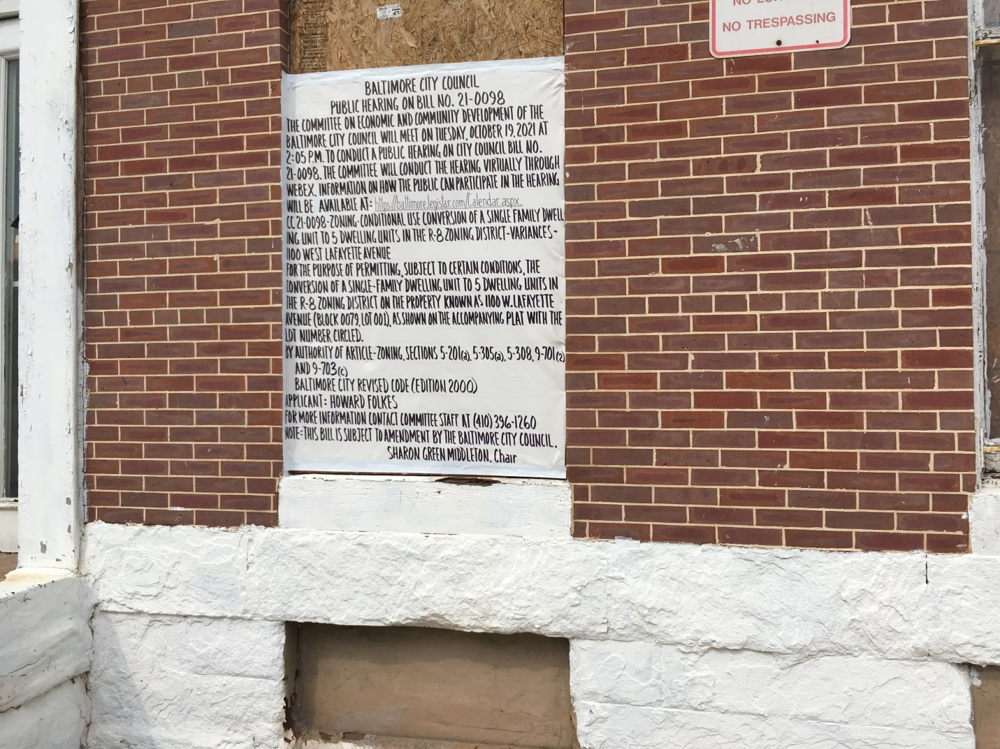 NO TRESPASSING
BALTIMORE CITY COUNCIL
PUBLIC HEARING ON BILL NO. 21-0098
THE COMMITTEE ON ECONOMIC AND COMMUNITY DEVELOPMENT OF THE
BALTIMORE CITY COUNCIL WILL MEET ON TUESDAY, OCTOBER 19, 2021 AT
2:05 P.M. TO CONDUCT A PUBLIC HEARING ON CITY COUNCIL BILL NO.
21-0098. THE COMMITTEE WILL CONDUCT THE HEARING VIRTUALLY THROUGH
WEBEX. INFORMATION ON HOW THE PUBLIC CAN PARTICIPATE IN THE HEARING
WILL BE AVAILABLE AT: https://baltimore.legistar.com/Calendar.aspx.
CC 21-0098-ZONING-CONDITIONAL USE CONVERSION OF A SINGLE FAMILY DWELL
ING UNIT TO 5 DWELLING UNITS IN THE R-8 ZONING DISTRICT-VARIANCES-
1100 WEST LAFAYETTE AVENUE
FOR THE PURPOSE OF PERMITTING, SUBJECT TO CERTAIN CONDITIONS, THE
CONVERSION OF A SINGLE-FAMILY DWELLING UNIT TO 5 DWELLING UNITS IN
THE R-8 ZONING DISTRICT ON THE PROPERTY KNOWN AS 1100 W. LAFAYETTE
AVENUE (BLOCK 0079, LOT 001), AS SHOWN ON THE ACCOMPANYING PLAT WITH THE
LOT NUMBER CIRCLED.
BY AUTHORITY OF ARTICLE-ZONING, SECTIONS 5-201(a), 5-305(a), 5-308, 9-701(2)
AND 9-703(c)
BALTIMORE CITY REVISED CODE (EDITION 2000)
APPLICANT: HOWARD FOLKES
FOR MORE INFORMATION CONTACT COMMITTEE STAFF AT (410) 396-1260
NOTE: THIS BILL IS SUBJECT TO AMENDMENT BY THE BALTIMORE CITY COUNCIL.
SHARON GREEN MIDDLETON, Chair